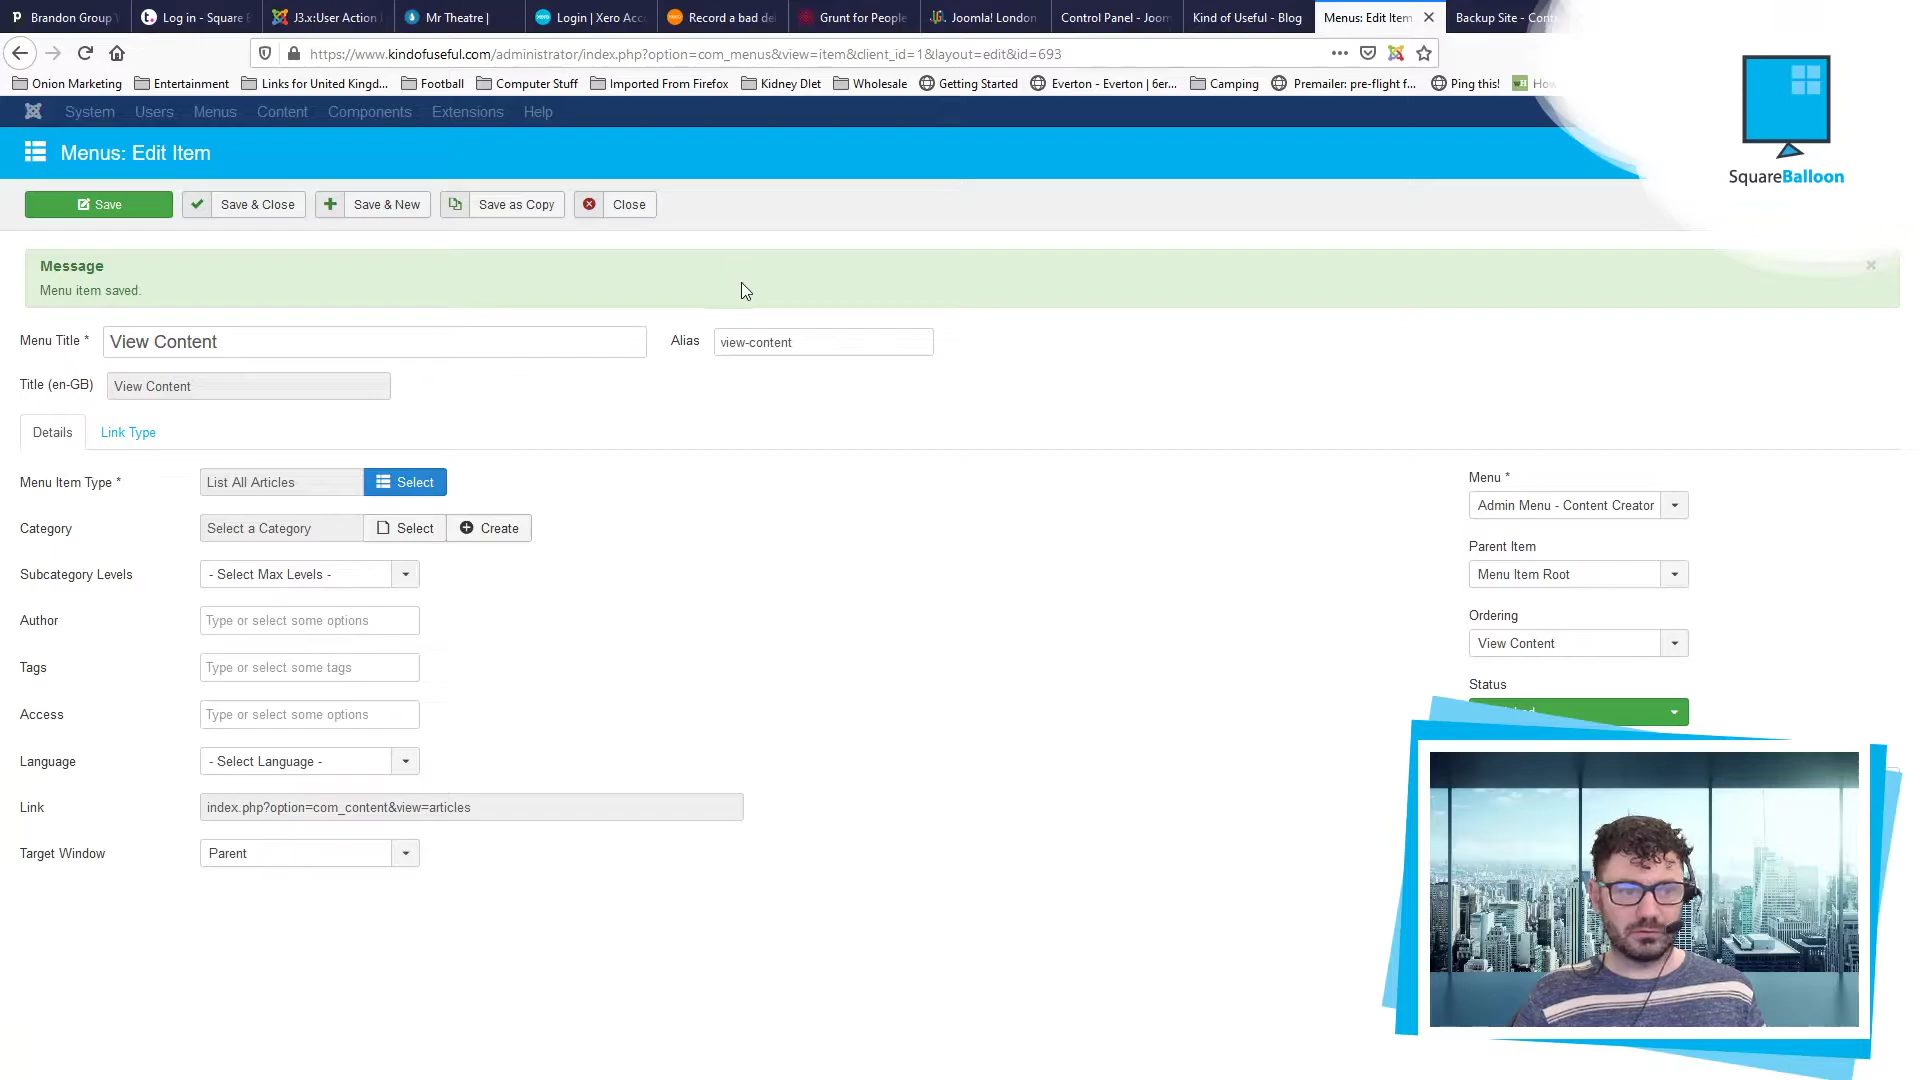 Brandon Group
Log in - Square
J3.x:User Action
Mr Theatre |
Login | Xero Acc
Record a bad de
Grunt for People
Joomla! London
Control Panel - Joom
Kind of Useful - Blog
Menus: Edit Item
Backup Site - Con
https://www.kindofuseful.com/administrator/index.php?option=com_menus&view=item&client_id=1&layout=edit&id=693
Onion Marketing
Entertainment
Links for United Kingd...
Football
Computer Stuff
Imported From Firefox
Kidney DIet
Wholesale
Getting Started
Everton - Everton | 6er...
Camping
Premailer: pre-flight f...
Ping this!
How
SquareBalloon
System Users Menus Content Components Extensions Help
Menus: Edit Item
Save
Save & Close
Save & New
Save as Copy
Close
Message
Menu item saved.
Menu Title *
View Content
Alias
view-content
Title (en-GB)
View Content
Details
Link Type
Menu Item Type *
List All Articles
Select
Category
Select a Category
Select
Create
Subcategory Levels
- Select Max Levels -
Author
Type or select some options
Tags
Type or select some tags
Access
Type or select some options
Language
- Select Language -
Link
index.php?option=com_content&view=articles
Target Window
Parent
Menu *
Admin Menu - Content Creator
Parent Item
Menu Item Root
Ordering
View Content
Status